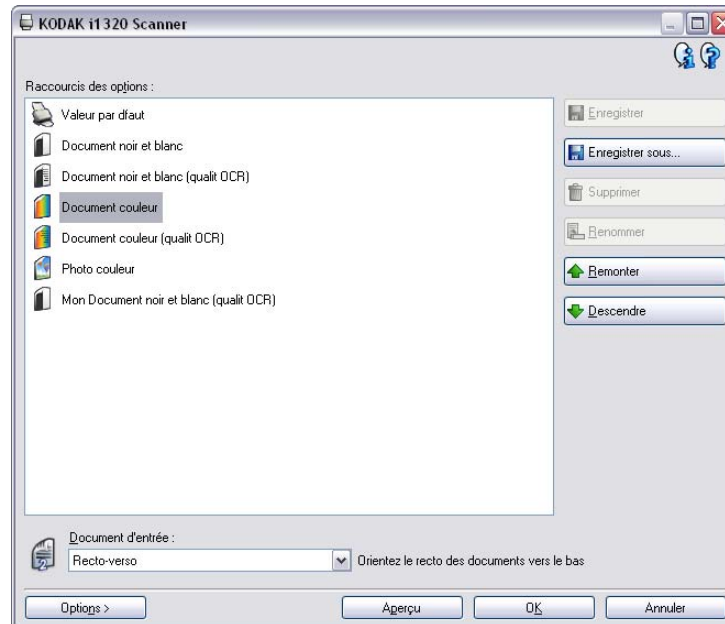 KODAK i1320 Scanner
Raccourcis des options :
Valeur par dfaut
Document noir et blanc
Document noir et blanc (qualit OCR)
Document couleur
Document couleur (qualit OCR)
Photo couleur
Mon Document noir et blanc (qualit OCR)
Enregistrer
Enregistrer sous...
Supprimer
Renommer
Remonter
Descendre
Document d'entrée :
Recto-verso
Orientez le recto des documents vers le bas
Options >
Aperçu
OK
Annuler